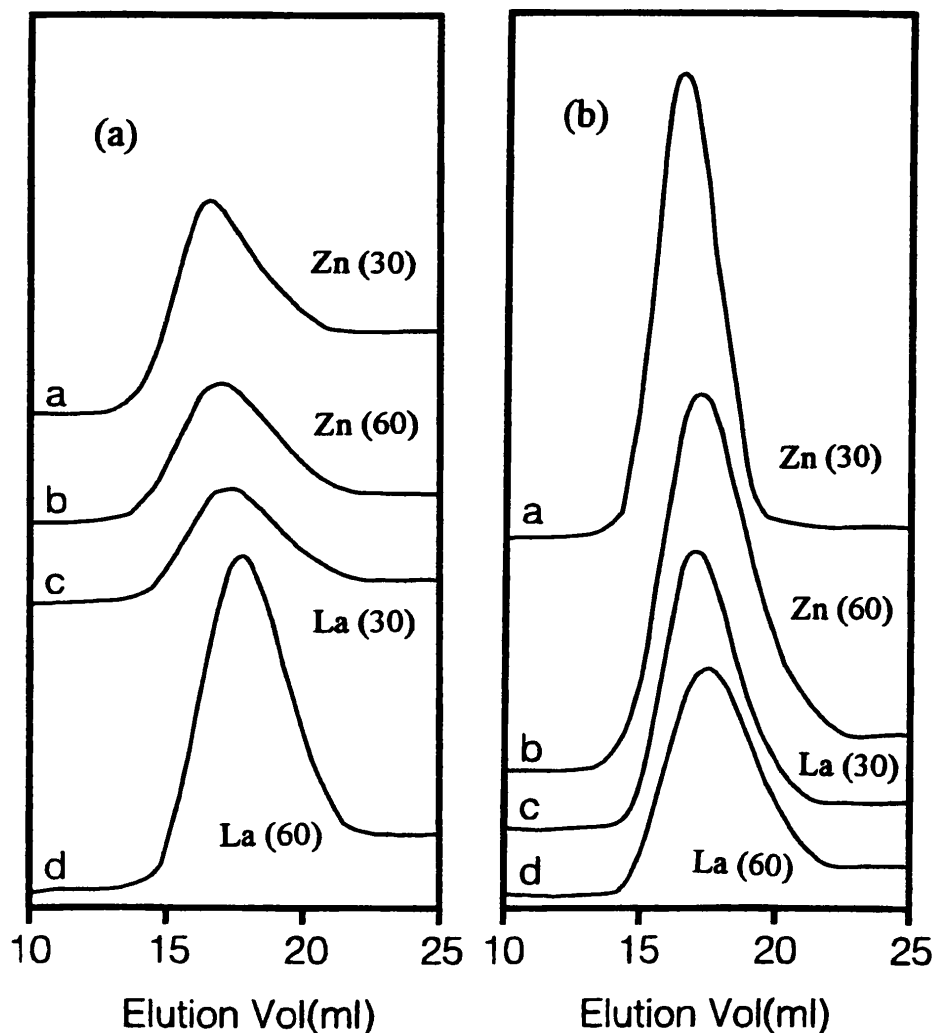 (a)
Zn (30)
a
Zn (60)
b
c
La (30)
La (60)
d
10 15 20 25
Elution Vol(ml)
(b)
Zn (30)
a
Zn (60)
b
La (30)
c
La (60)
d
10 15 20 25
Elution Vol(ml)